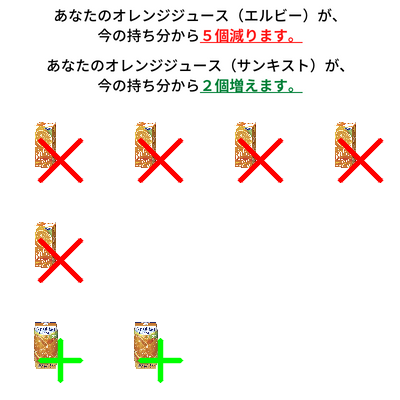 あなたのオレンジジュース（エルビー）が、
今の持ち分から５個減ります。
あなたのオレンジジュース（サンキスト）が、
今の持ち分から２個増えます。